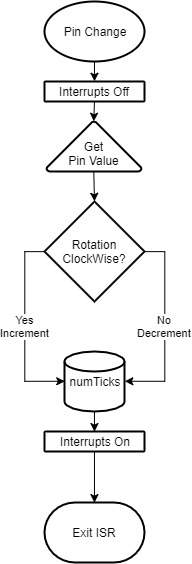 Pin Change
Interrupts Off
Get
Pin Value
Rotation
ClockWise?
Yes
Increment
No
Decrement
numTicks
Interrupts On
Exit ISR